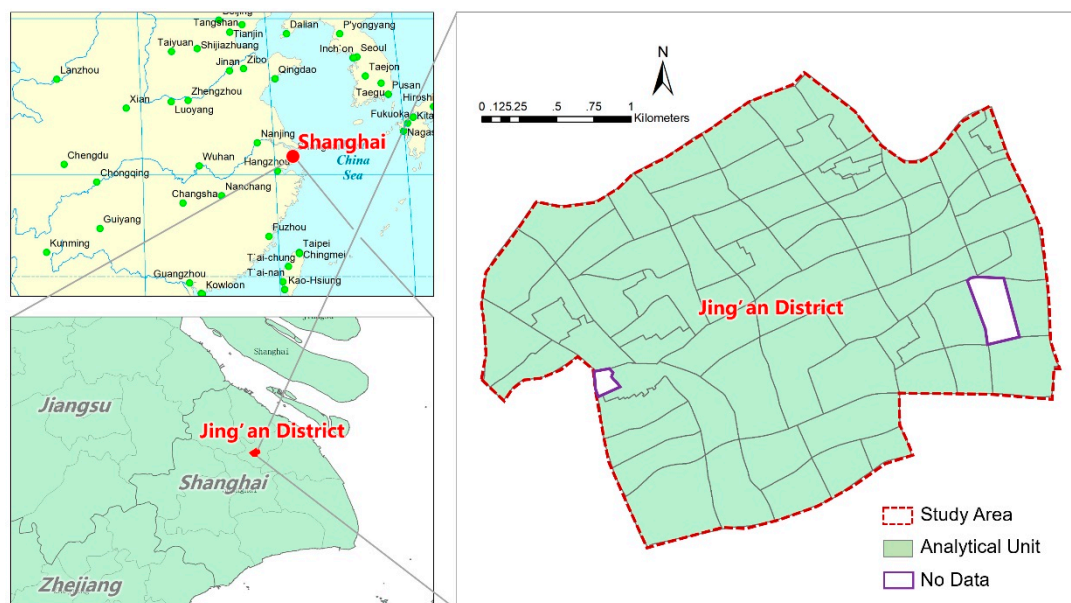 Beijing
Tangshan
Tianjin
Dalian
P'yongyang
Taiyuan
Shijiazhuang
Inch`on
Seoul
Lanzhou
Jinan
Zibo
Qingdao
Taejon
Xian
Zhengzhou
Luoyang
Taegu
Pusan
Hiroshi
Fukuoka
Kita
Nagas
Nanjing
Shanghai
Chengdu
Wuhan
Hangzhou
China
Sea
Chongqing
Changsha
Nanchang
Guiyang
Kunming
Fuzhou
Taipei
Chingmei
T`ai-chung
T`ai-nan
Kao-Hsiung
Guangzhou
Kowloon
Shanghai
Jiangsu
Jing'an District
Shanghai
Zhejiang
N
0 .125.25 .5 .75 1
Kilometers
Jing'an District
Study Area
Analytical Unit
No Data